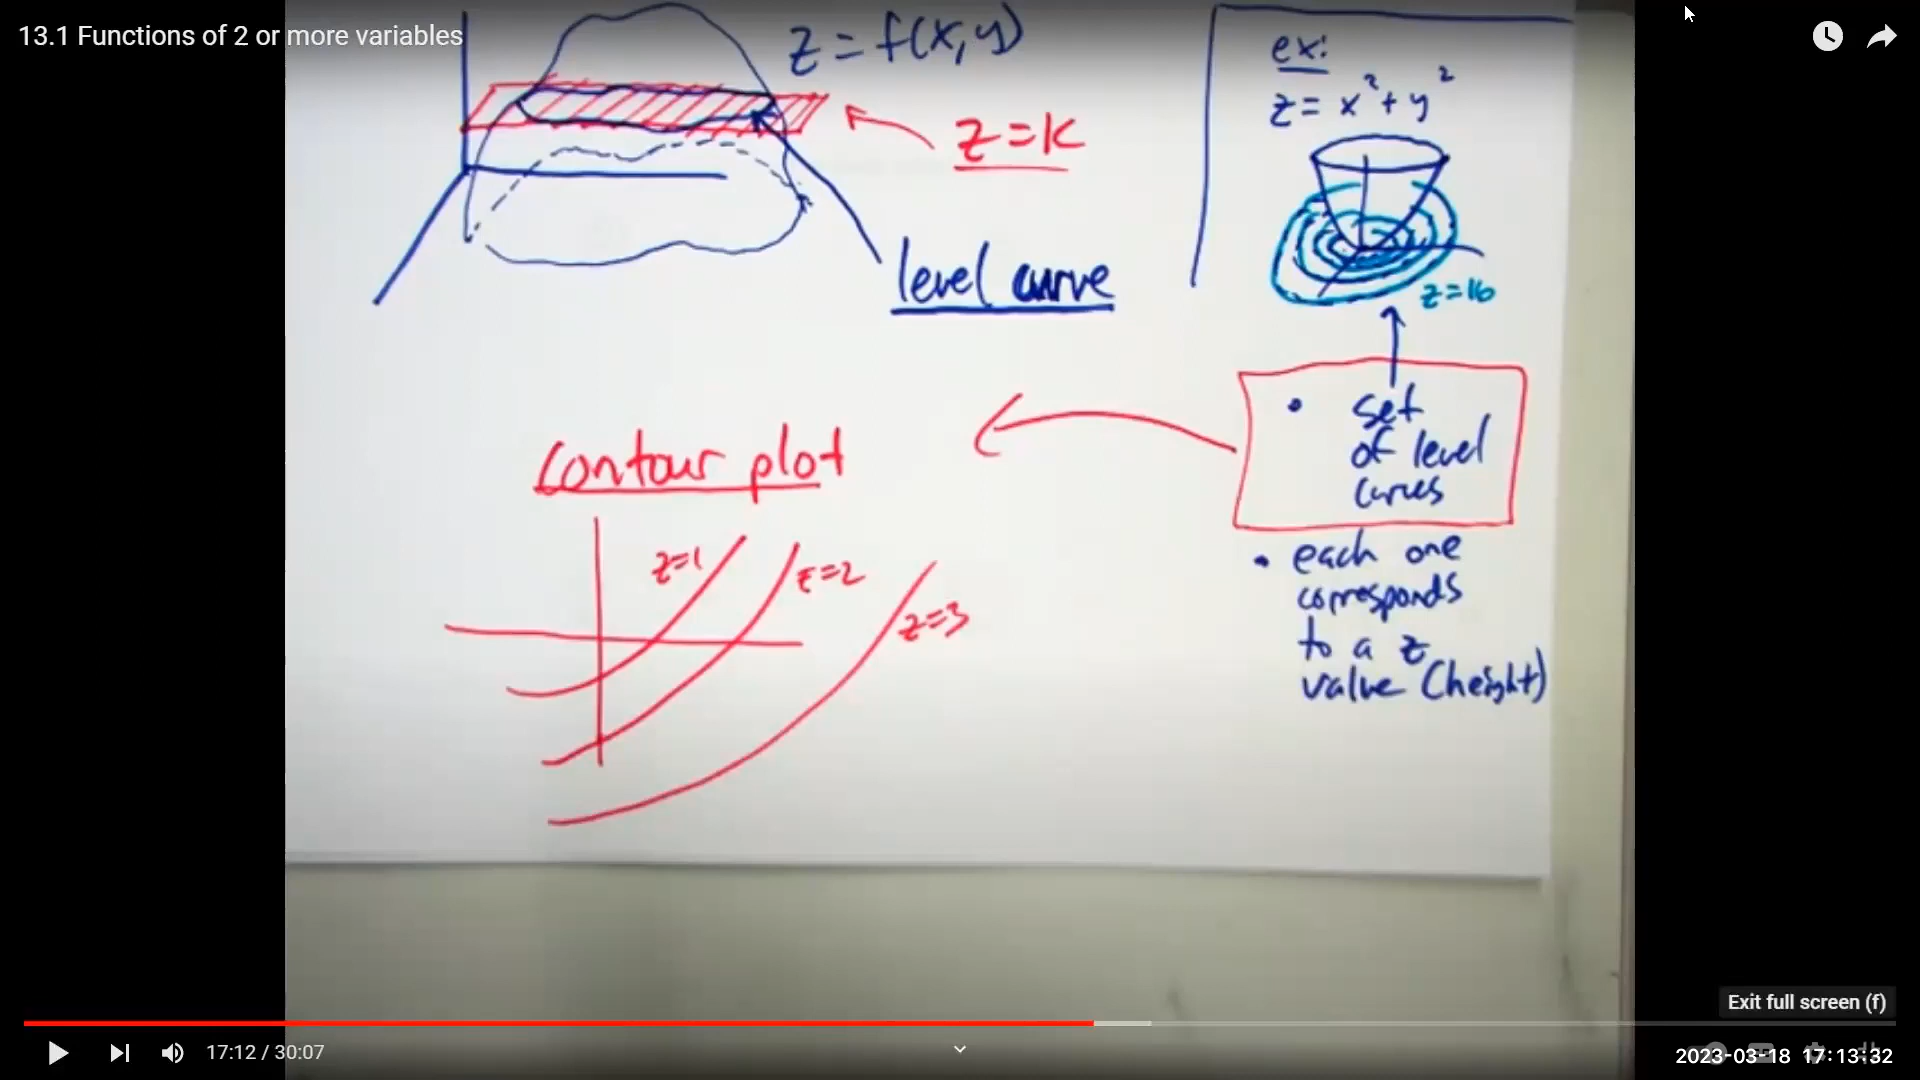 13.1 Functions of 2 or more variables
z = f(x,y)
z = k
level curve
ex:
z = x² + y²
z=16
• set
of level
curves
• each one
corresponds
to a z
value (height)
contour plot
z=1
z=2
z=3
Exit full screen (f)
17:12 / 30:07
2023-03-18 17:13:32